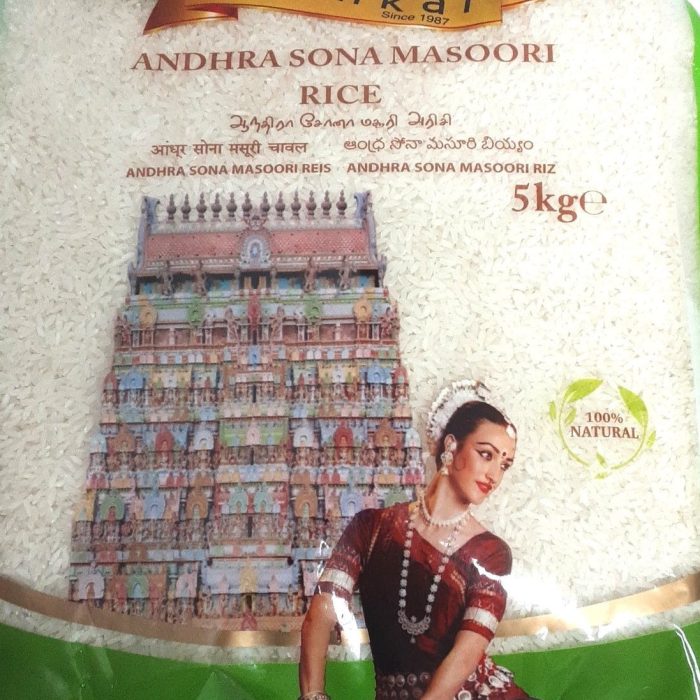 Since 1987
ANDHRA SONA MASOORI
RICE
ஆந்திரா சோனா மசூரி அரிசி
आंध्र सोना मसूरी चावल ఆంధ్ర సోనా మసూరి బియ్యం
ANDHRA SONA MASOORI REIS ANDHRA SONA MASOORI RIZ
5kg℮
100%
NATURAL